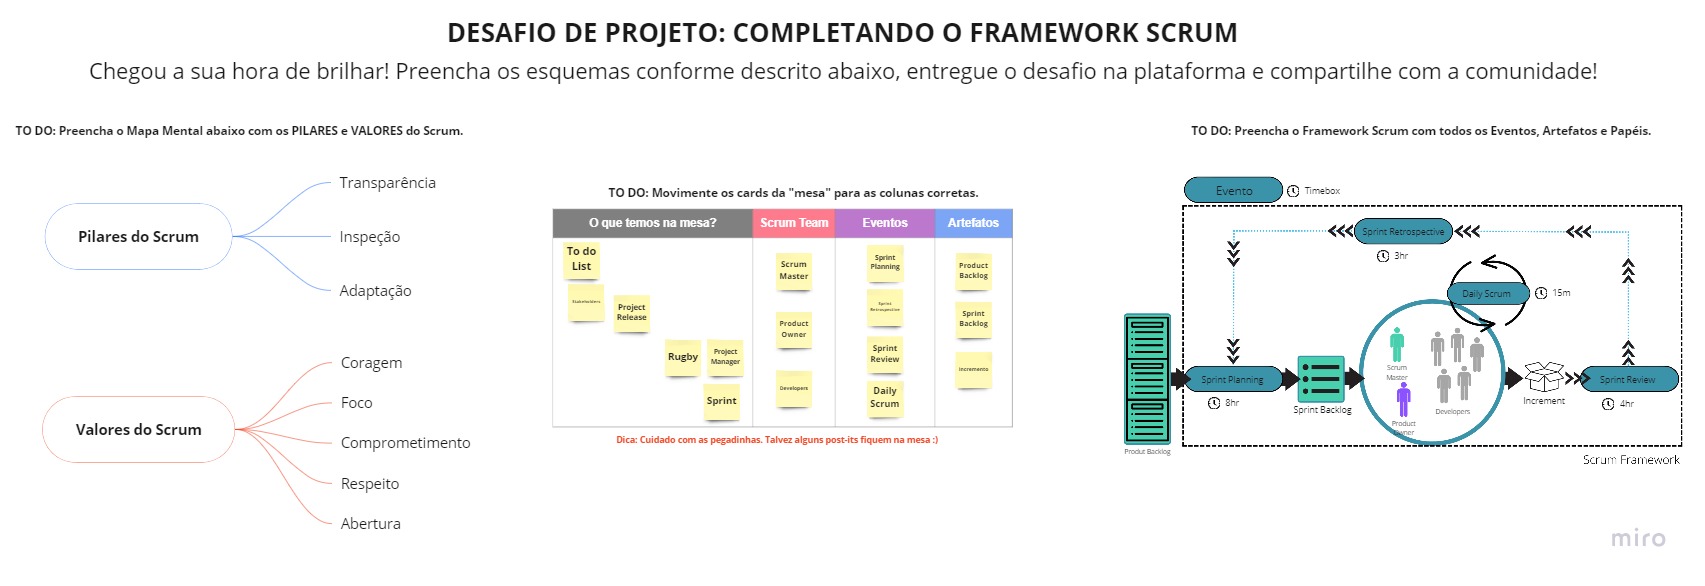 DESAFIO DE PROJETO: COMPLETANDO O FRAMEWORK SCRUM
Chegou a sua hora de brilhar! Preencha os esquemas conforme descrito abaixo, entregue o desafio na plataforma e compartilhe com a comunidade!
TO DO: Preencha o Mapa Mental abaixo com os PILARES e VALORES do Scrum.
Pilares do Scrum
Transparência
Inspeção
Adaptação
Valores do Scrum
Coragem
Foco
Comprometimento
Respeito
Abertura
TO DO: Movimente os cards da "mesa" para as colunas corretas.
O que temos na mesa?
Scrum Team
Eventos
Artefatos
To do
List
Stakeholders
Project
Release
Rugby
Project
Manager
Sprint
Scrum
Master
Product
Owner
Developers
Sprint
Planning
Sprint
Retrospective
Sprint
Review
Daily
Scrum
Product
Backlog
Sprint
Backlog
Incremento
Dica: Cuidado com as pegadinhas. Talvez alguns post-its fiquem na mesa :)
TO DO: Preencha o Framework Scrum com todos os Eventos, Artefatos e Papéis.
Evento
Timebox
Sprint Retrospective
3hr
Daily Scrum
15m
Scrum
Master
Product
Owner
Developers
Sprint Planning
8hr
Sprint Backlog
Increment
Sprint Review
4hr
Produt Backlog
Scrum Framework
miro